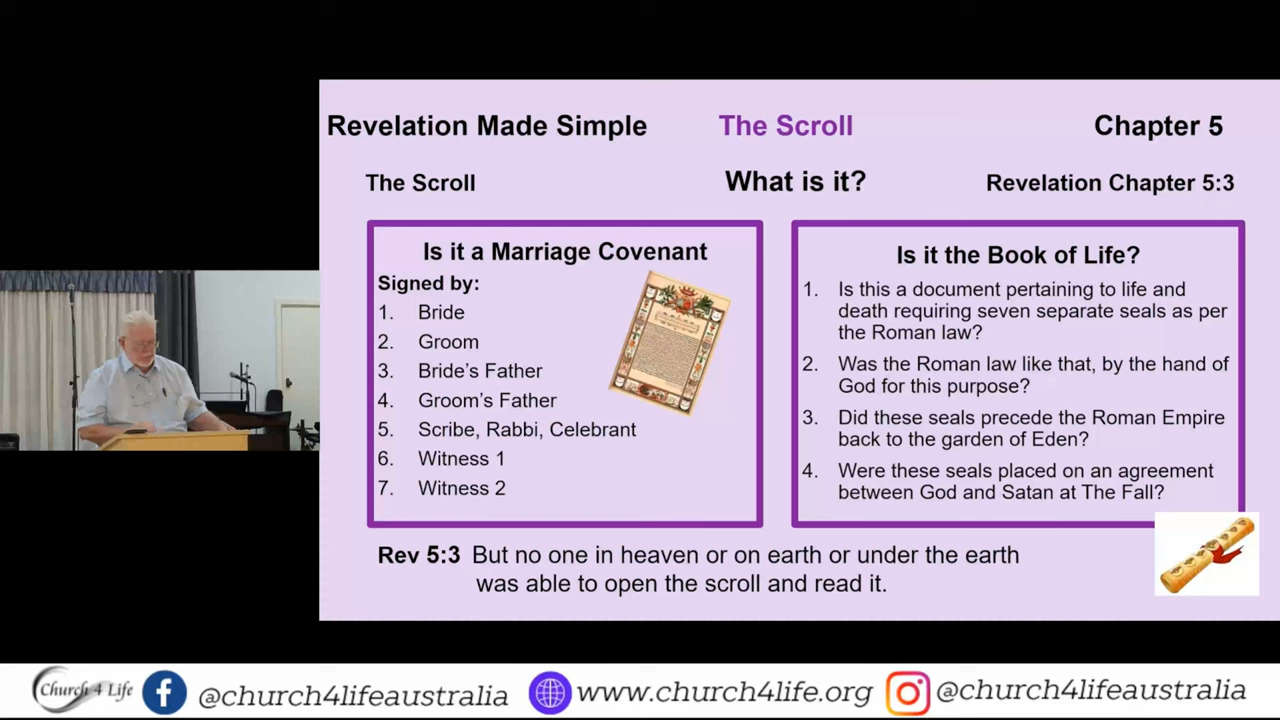 Revelation Made Simple The Scroll Chapter 5
The Scroll What is it? Revelation Chapter 5:3
Is it a Marriage Covenant
Signed by:
1. Bride
2. Groom
3. Bride's Father
4. Groom's Father
5. Scribe, Rabbi, Celebrant
6. Witness 1
7. Witness 2
Is it the Book of Life?
1. Is this a document pertaining to life and
death requiring seven separate seals as per
the Roman law?
2. Was the Roman law like that, by the hand of
God for this purpose?
3. Did these seals precede the Roman Empire
back to the garden of Eden?
4. Were these seals placed on an agreement
between God and Satan at The Fall?
Rev 5:3 But no one in heaven or on earth or under the earth
was able to open the scroll and read it.
Church 4 Life @church4lifeaustralia www.church4life.org @church4lifeaustralia